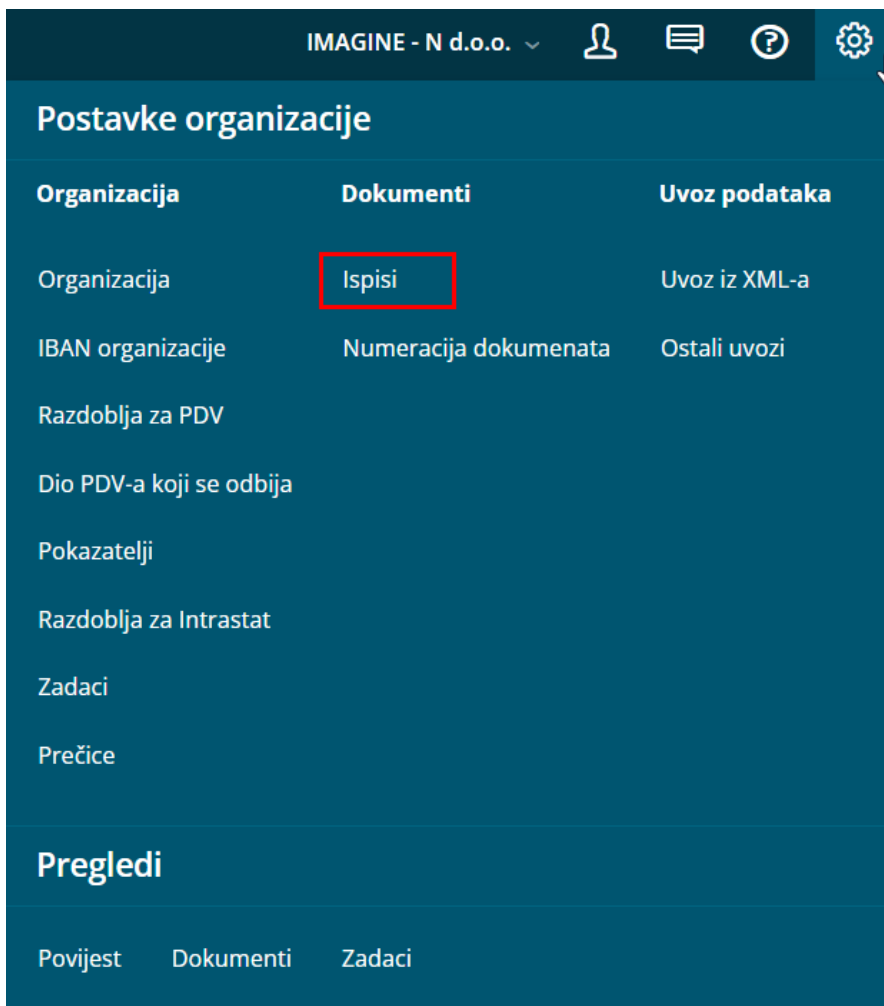 IMAGINE - N d.o.o.
Postavke organizacije
Organizacija Dokumenti Uvoz podataka
Organizacija Ispisi Uvoz iz XML-a
IBAN organizacije Numeracija dokumenata Ostali uvozi
Razdoblja za PDV
Dio PDV-a koji se odbija
Pokazatelji
Razdoblja za Intrastat
Zadaci
Prečice
Pregledi
Povijest Dokumenti Zadaci